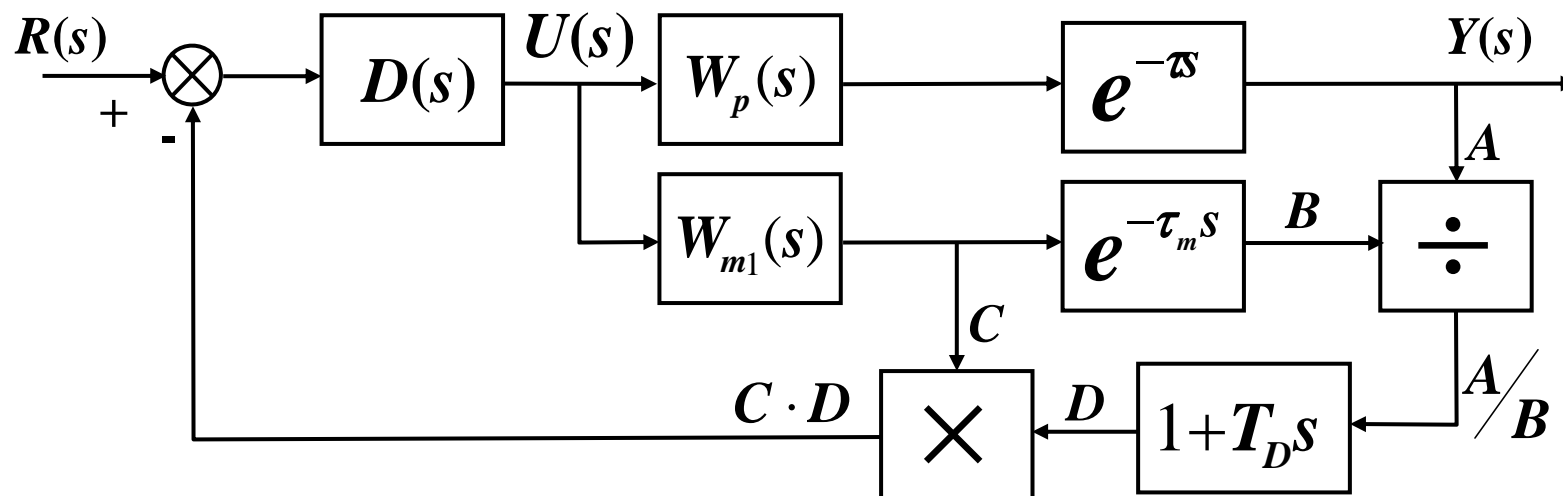 R(s)
+
-
D(s)
U(s)
W_p(s)
e^{-τs}
Y(s)
A
W_{m1}(s)
e^{-τ_m s}
B
÷
C
A/B
1+T_D s
D
×
C · D